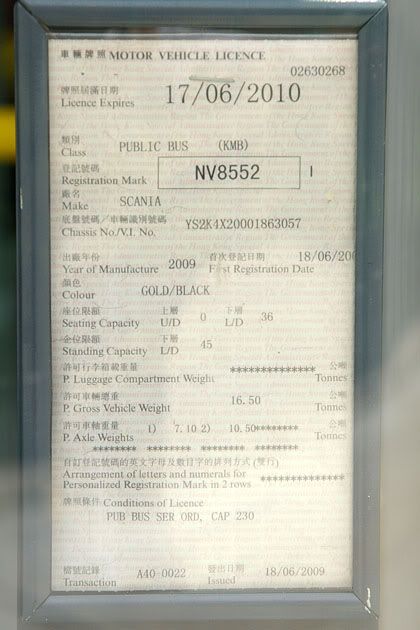 車輛牌照 MOTOR VEHICLE LICENCE
02630268
牌照屆滿日期
Licence Expires 17/06/2010
類別
Class PUBLIC BUS (KMB)
登記號碼
Registration Mark NV8552 1
廠名
Make SCANIA
底盤號碼／車輛識別號碼
Chassis No./V.I. No. YS2K4X20001863057
出廠年份 首次登記日期 18/06/200
Year of Manufacture 2009 First Registration Date
顏色
Colour GOLD/BLACK
座位限額 上層 下層
Seating Capacity U/D 0 L/D 36
企位限額 下層
Standing Capacity L/D 45
許可行李箱載重量 公噸
P. Luggage Compartment Weight ************** Tonnes
許可車輛總重 公噸
P. Gross Vehicle Weight 16.50 Tonnes
許可車軸重量 公噸
P. Axle Weights 1) 7.10 2) 10.50******** Tonnes
******** ******** ******** ********
自訂登記號碼的英文字母及數目字的排列方式 (雙行)
Arrangement of letters and numerals for
Personalized Registration Mark in 2 rows **************
牌照條件 Conditions of Licence
PUB BUS SER ORD, CAP 230
檔號記錄 發出日期
Transaction A40 0022 Issued 18/06/2009